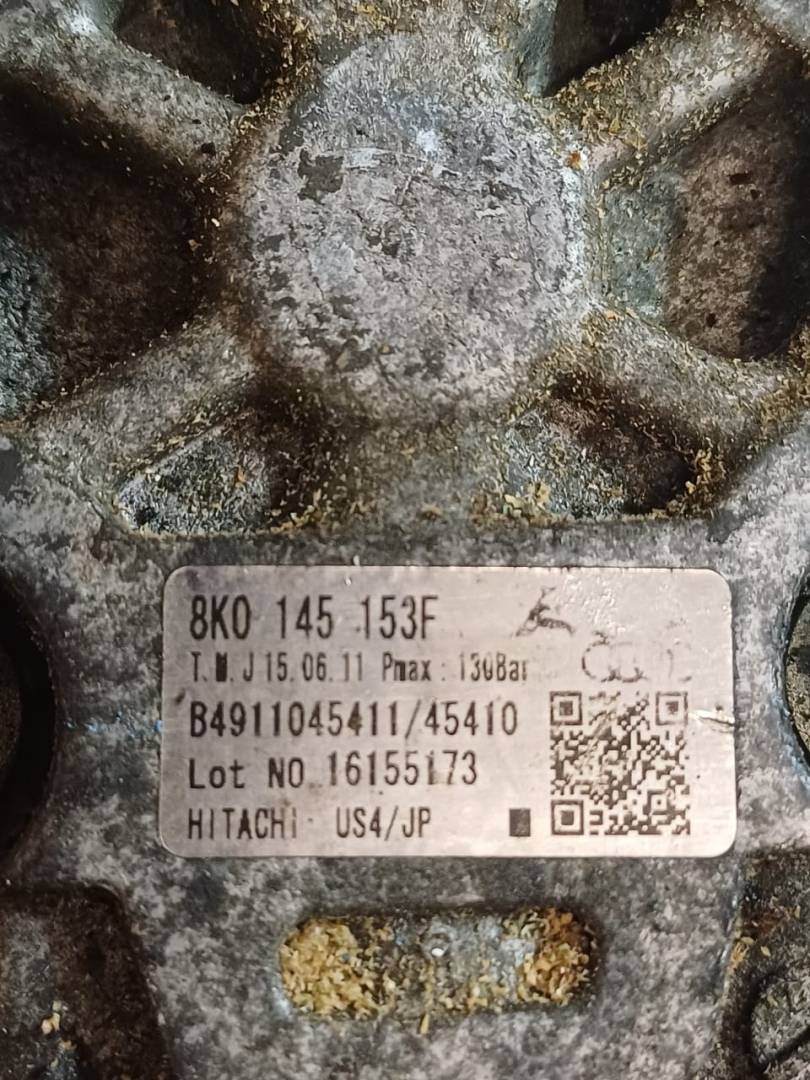 8K0 145 153F
T.M.J 15.06.11 Pmax : 130Bar
B4911045411/45410
Lot NO 16155173
HITACHI US4/JP